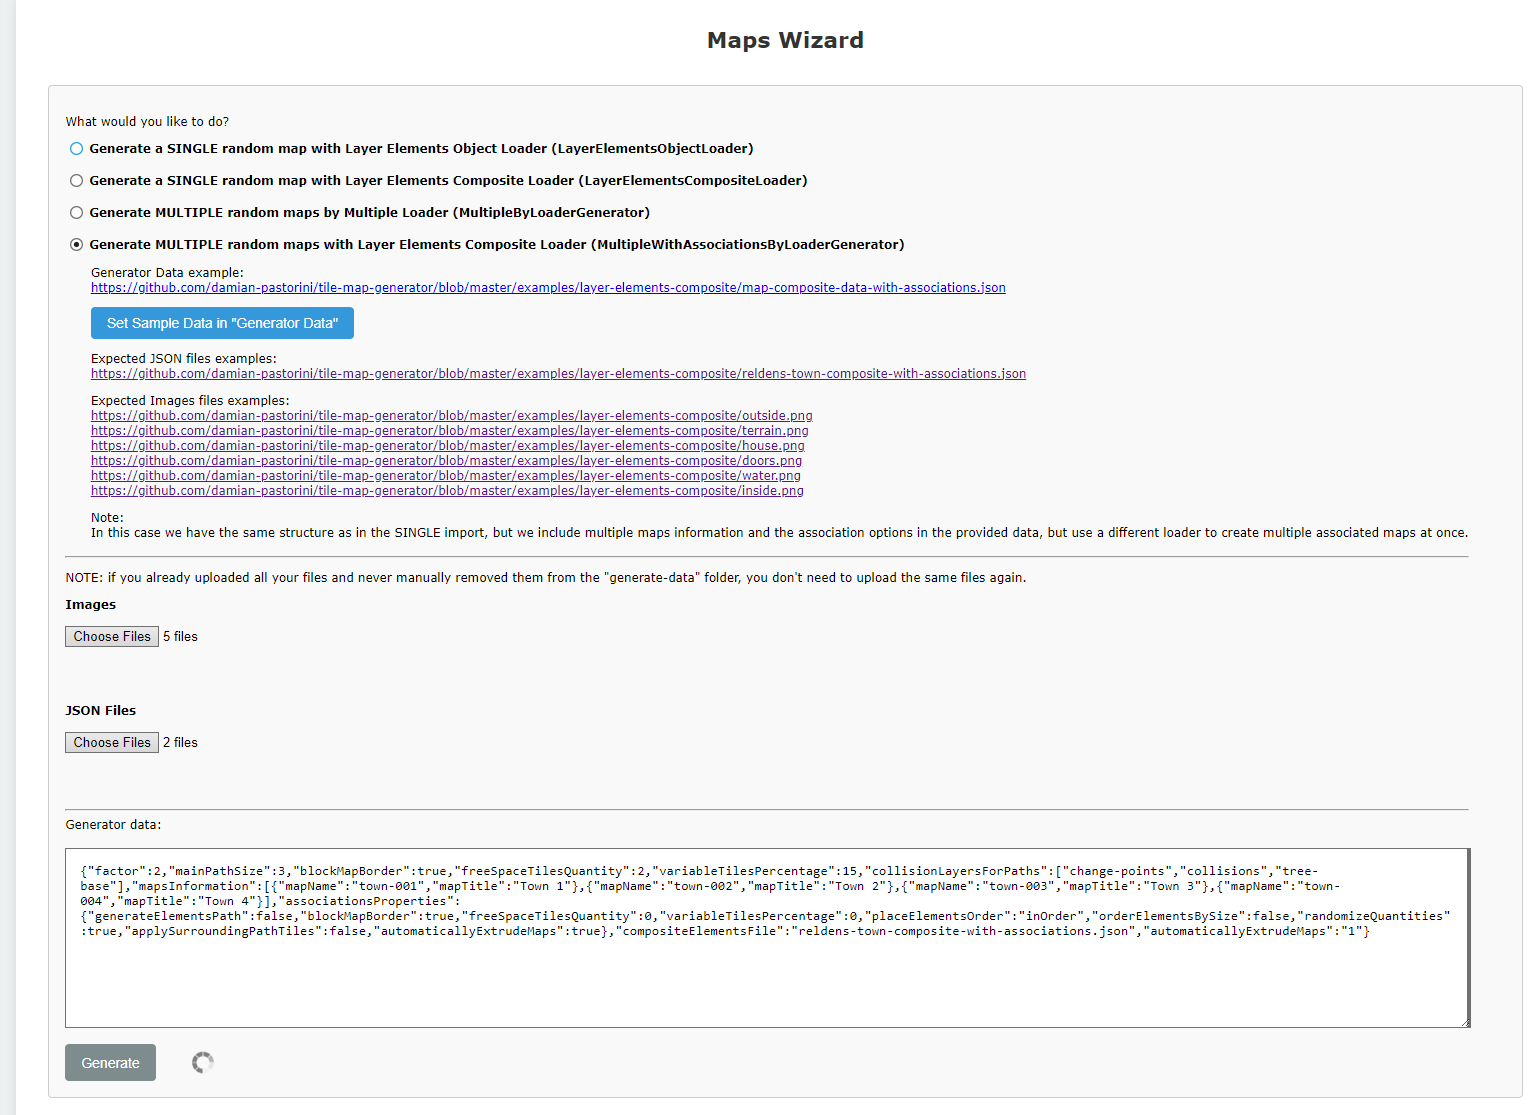 Maps Wizard
What would you like to do?
Generate a SINGLE random map with Layer Elements Object Loader (LayerElementsObjectLoader)
Generate a SINGLE random map with Layer Elements Composite Loader (LayerElementsCompositeLoader)
Generate MULTIPLE random maps by Multiple Loader (MultipleByLoaderGenerator)
Generate MULTIPLE random maps with Layer Elements Composite Loader (MultipleWithAssociationsByLoaderGenerator)
Generator Data example:
https://github.com/damian-pastorini/tile-map-generator/blob/master/examples/layer-elements-composite/map-composite-data-with-associations.json
Set Sample Data in "Generator Data"
Expected JSON files examples:
https://github.com/damian-pastorini/tile-map-generator/blob/master/examples/layer-elements-composite/reldens-town-composite-with-associations.json
Expected Images files examples:
https://github.com/damian-pastorini/tile-map-generator/blob/master/examples/layer-elements-composite/outside.png
https://github.com/damian-pastorini/tile-map-generator/blob/master/examples/layer-elements-composite/terrain.png
https://github.com/damian-pastorini/tile-map-generator/blob/master/examples/layer-elements-composite/house.png
https://github.com/damian-pastorini/tile-map-generator/blob/master/examples/layer-elements-composite/doors.png
https://github.com/damian-pastorini/tile-map-generator/blob/master/examples/layer-elements-composite/water.png
https://github.com/damian-pastorini/tile-map-generator/blob/master/examples/layer-elements-composite/inside.png
Note:
In this case we have the same structure as in the SINGLE import, but we include multiple maps information and the association options in the provided data, but use a different loader to create multiple associated maps at once.
NOTE: if you already uploaded all your files and never manually removed them from the "generate-data" folder, you don't need to upload the same files again.
Images
Choose Files 5 files
JSON Files
Choose Files 2 files
Generator data:
{"factor":2,"mainPathSize":3,"blockMapBorder":true,"freeSpaceTilesQuantity":2,"variableTilesPercentage":15,"collisionLayersForPaths":["change-points","collisions","tree-
base"],"mapsInformation":[{"mapName":"town-001","mapTitle":"Town 1"},{"mapName":"town-002","mapTitle":"Town 2"},{"mapName":"town-003","mapTitle":"Town 3"},{"mapName":"town-
004","mapTitle":"Town 4"}],"associationsProperties":
{"generateElementsPath":false,"blockMapBorder":true,"freeSpaceTilesQuantity":0,"variableTilesPercentage":0,"placeElementsOrder":"inOrder","orderElementsBySize":false,"randomizeQuantities"
:true,"applySurroundingPathTiles":false,"automaticallyExtrudeMaps":true},"compositeElementsFile":"reldens-town-composite-with-associations.json","automaticallyExtrudeMaps":"1"}
Generate